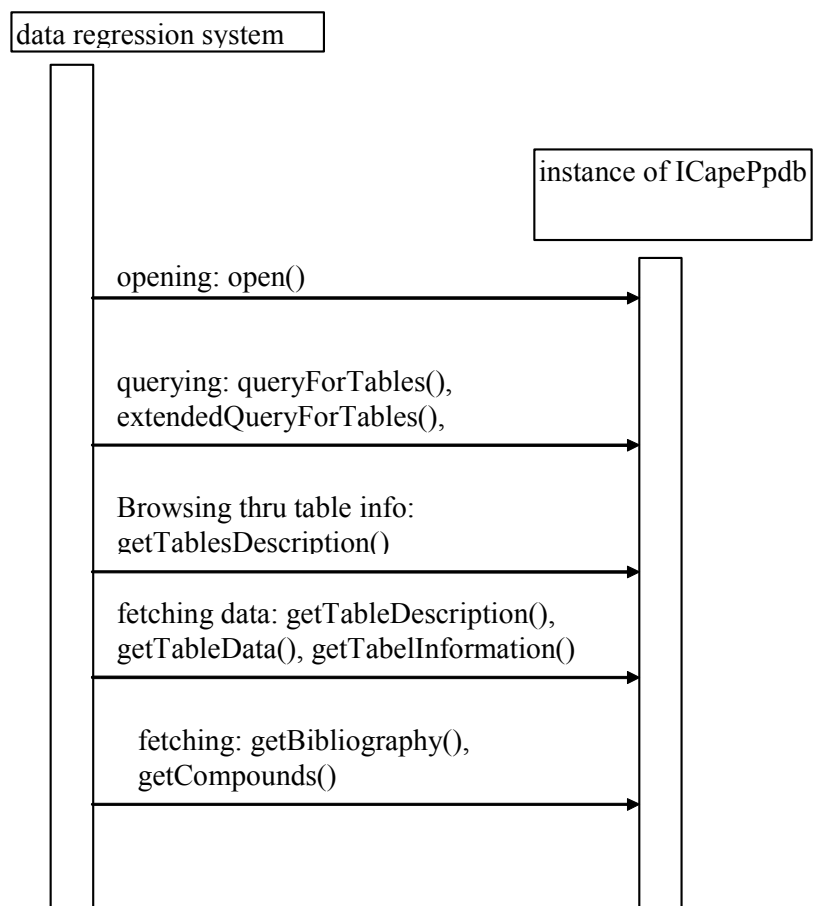 data regression system
instance of ICapePpdb
opening: open()
querying: queryForTables(),
extendedQueryForTables(),
Browsing thru table info:
getTablesDescription()
fetching data: getTableDescription(),
getTableData(), getTabelInformation()
fetching: getBibliography(),
getCompounds()